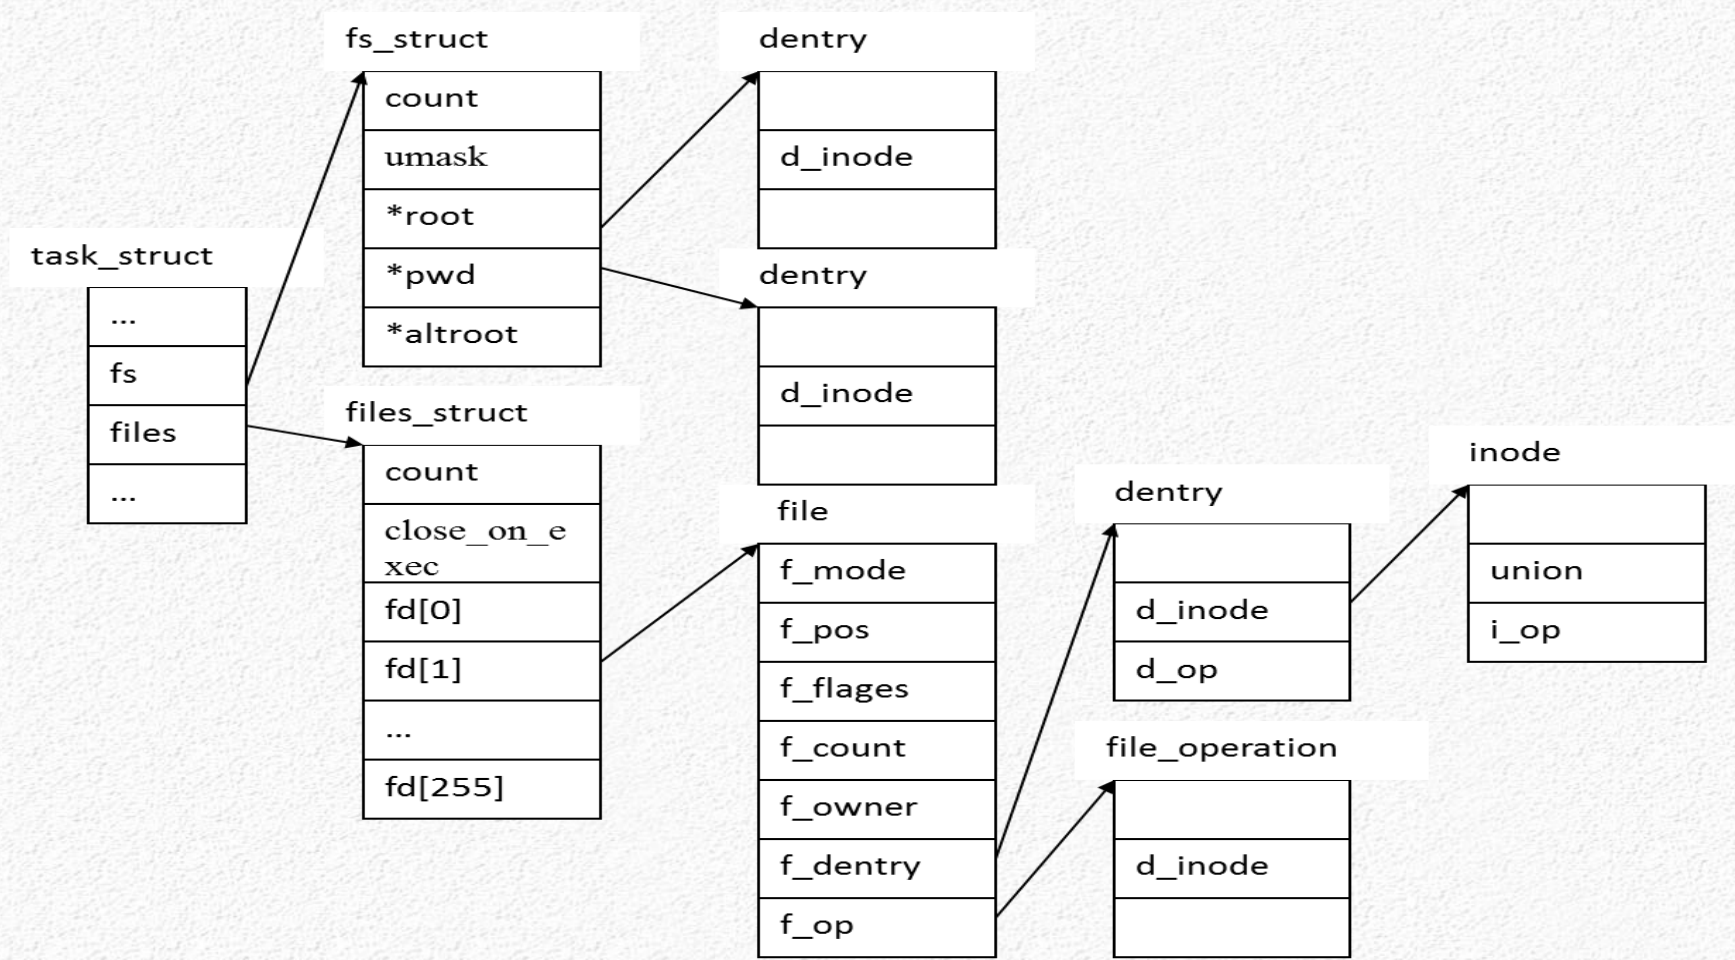 task_struct
...
fs
files
...
fs_struct
count
umask
*root
*pwd
*altroot
files_struct
count
close_on_e
xec
fd[0]
fd[1]
...
fd[255]
dentry
d_inode
dentry
d_inode
file
f_mode
f_pos
f_flages
f_count
f_owner
f_dentry
f_op
dentry
d_inode
d_op
file_operation
d_inode
inode
union
i_op